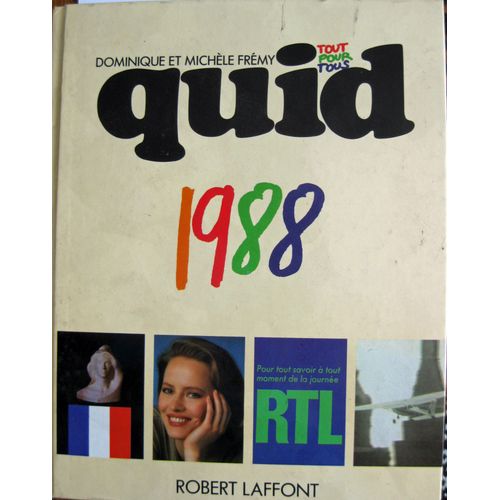 DOMINIQUE ET MICHÈLE FRÉMY
TOUT
POUR
TOUS
quid
1988
Pour tout savoir à tout
moment de la journée
RTL
ROBERT LAFFONT